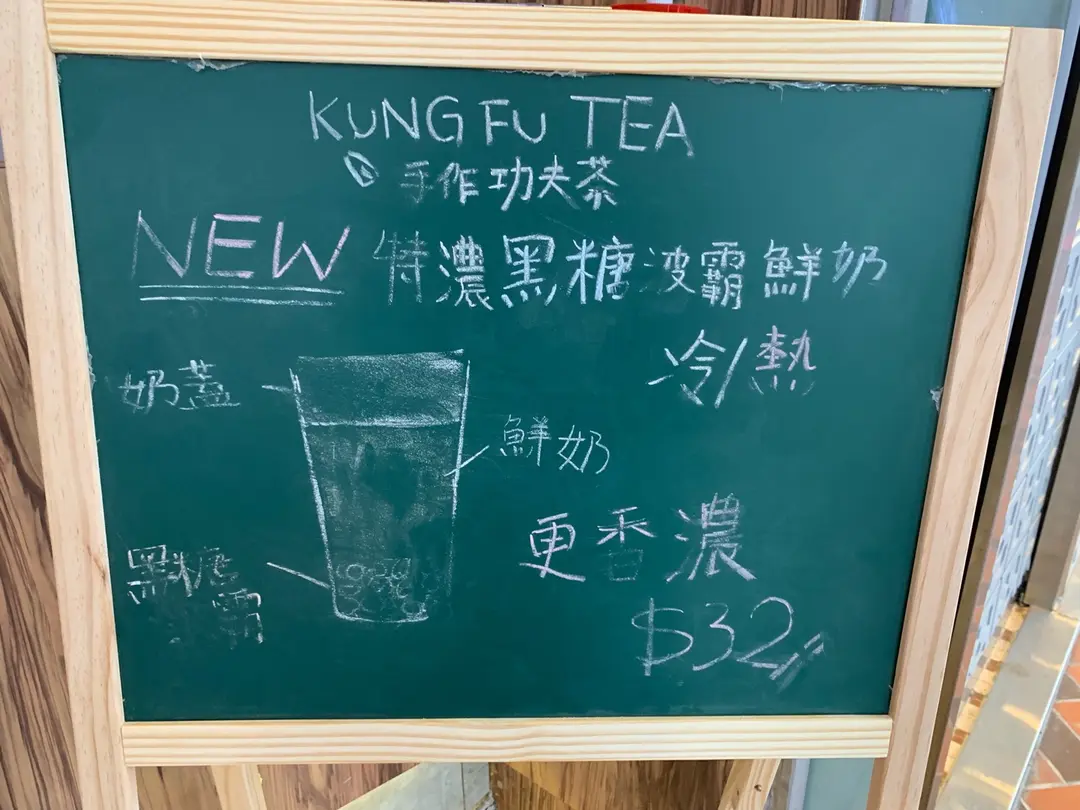 KUNG FU TEA
手作功夫茶
NEW 特濃黑糖波霸鮮奶
冷/熱
奶蓋
鮮奶
更香濃
黑糖
霸
$32